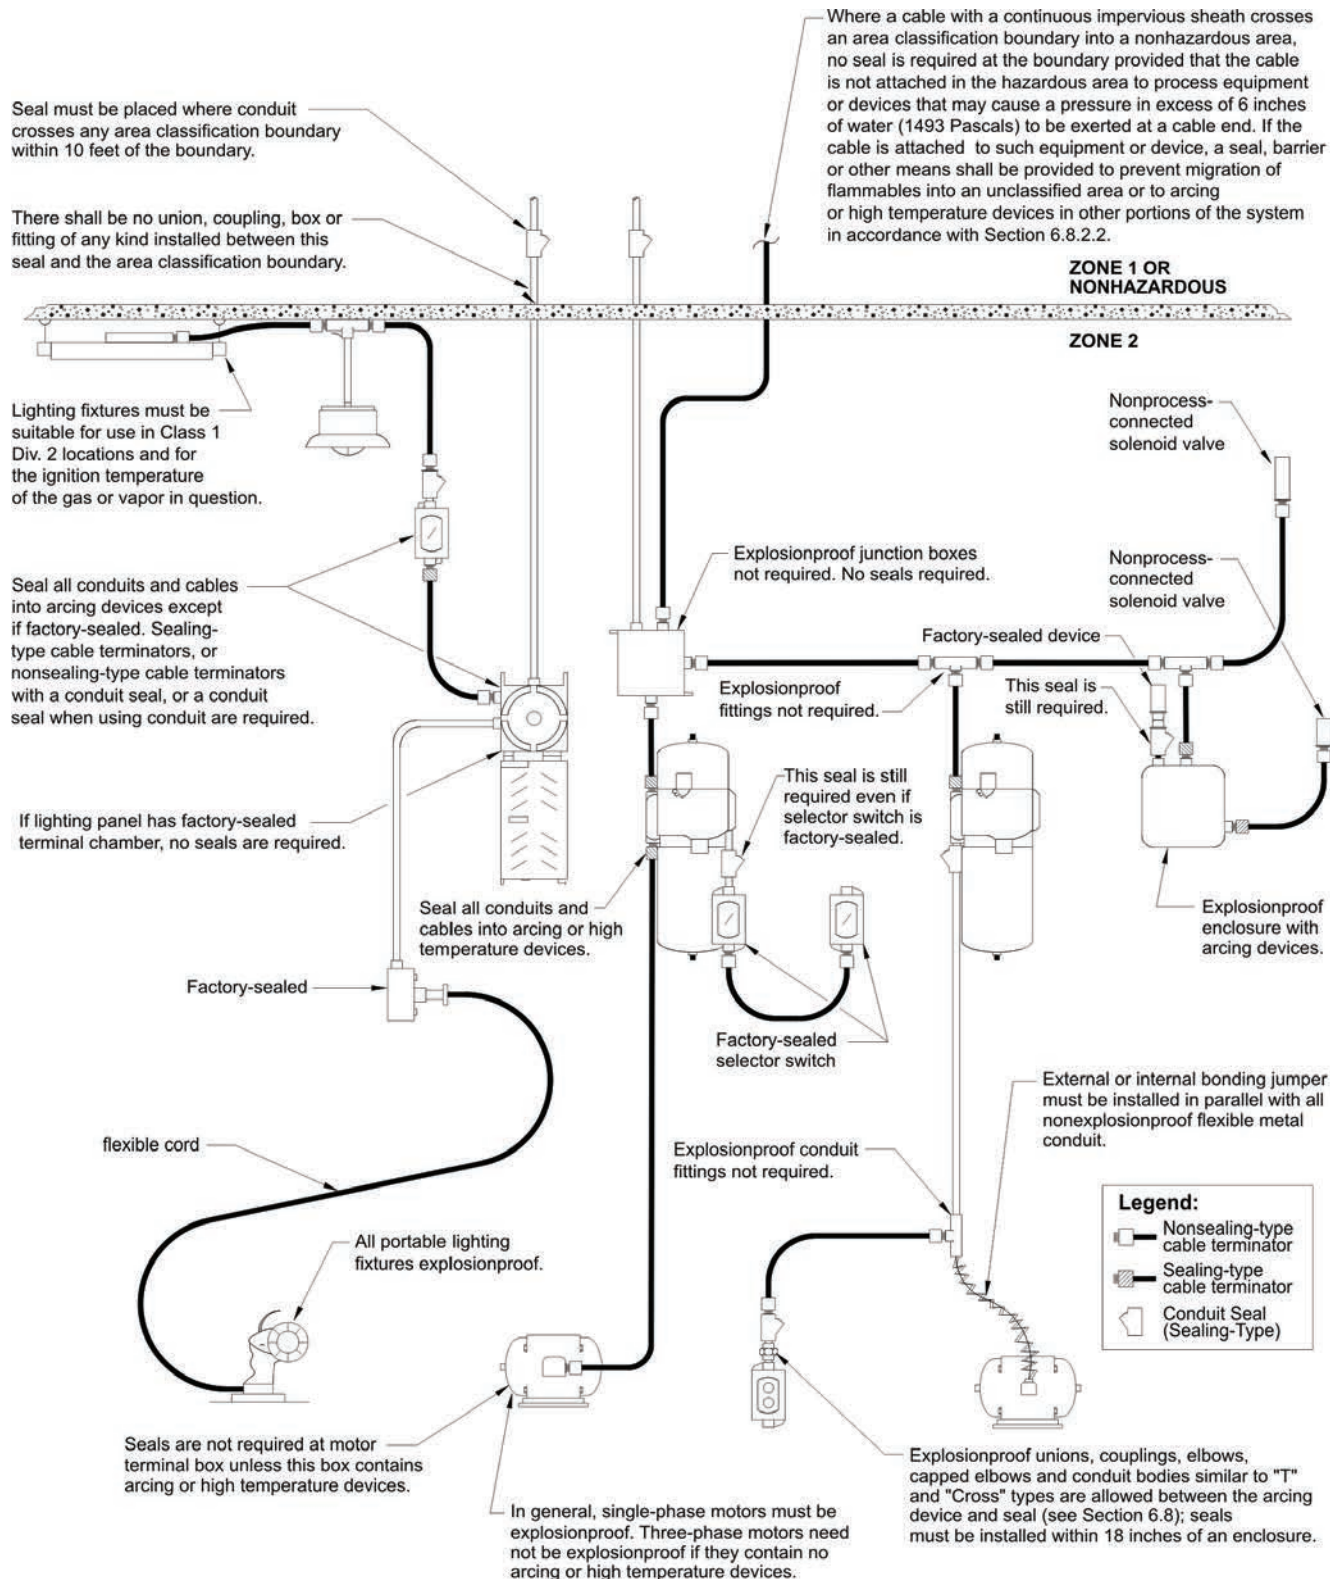 Where a cable with a continuous impervious sheath crosses
an area classification boundary into a nonhazardous area,
no seal is required at the boundary provided that the cable
is not attached in the hazardous area to process equipment
or devices that may cause a pressure in excess of 6 inches
of water (1493 Pascals) to be exerted at a cable end. If the
cable is attached to such equipment or device, a seal, barrier
or other means shall be provided to prevent migration of
flammables into an unclassified area or to arcing
or high temperature devices in other portions of the system
in accordance with Section 6.8.2.2.
Seal must be placed where conduit
crosses any area classification boundary
within 10 feet of the boundary.
There shall be no union, coupling, box or
fitting of any kind installed between this
seal and the area classification boundary.
ZONE 1 OR
NONHAZARDOUS
ZONE 2
Lighting fixtures must be
suitable for use in Class 1
Div. 2 locations and for
the ignition temperature
of the gas or vapor in question.
Nonprocess-
connected
solenoid valve
Explosionproof junction boxes
not required. No seals required.
Nonprocess-
connected
solenoid valve
Seal all conduits and cables
into arcing devices except
if factory-sealed. Sealing-
type cable terminators, or
nonsealing-type cable terminators
with a conduit seal, or a conduit
seal when using conduit are required.
Factory-sealed device
Explosionproof
fittings not required.
This seal is
still required.
This seal is still
required even if
selector switch is
factory-sealed.
If lighting panel has factory-sealed
terminal chamber, no seals are required.
Seal all conduits and
cables into arcing or high
temperature devices.
Explosionproof
enclosure with
arcing devices.
Factory-sealed
Factory-sealed
selector switch
External or internal bonding jumper
must be installed in parallel with all
nonexplosionproof flexible metal
conduit.
flexible cord
Explosionproof conduit
fittings not required.
Legend:
Nonsealing-type
cable terminator
Sealing-type
cable terminator
Conduit Seal
(Sealing-Type)
All portable lighting
fixtures explosionproof.
Seals are not required at motor
terminal box unless this box contains
arcing or high temperature devices.
In general, single-phase motors must be
explosionproof. Three-phase motors need
not be explosionproof if they contain no
arcing or high temperature devices.
Explosionproof unions, couplings, elbows,
capped elbows and conduit bodies similar to "T"
and "Cross" types are allowed between the arcing
device and seal (see Section 6.8); seals
must be installed within 18 inches of an enclosure.